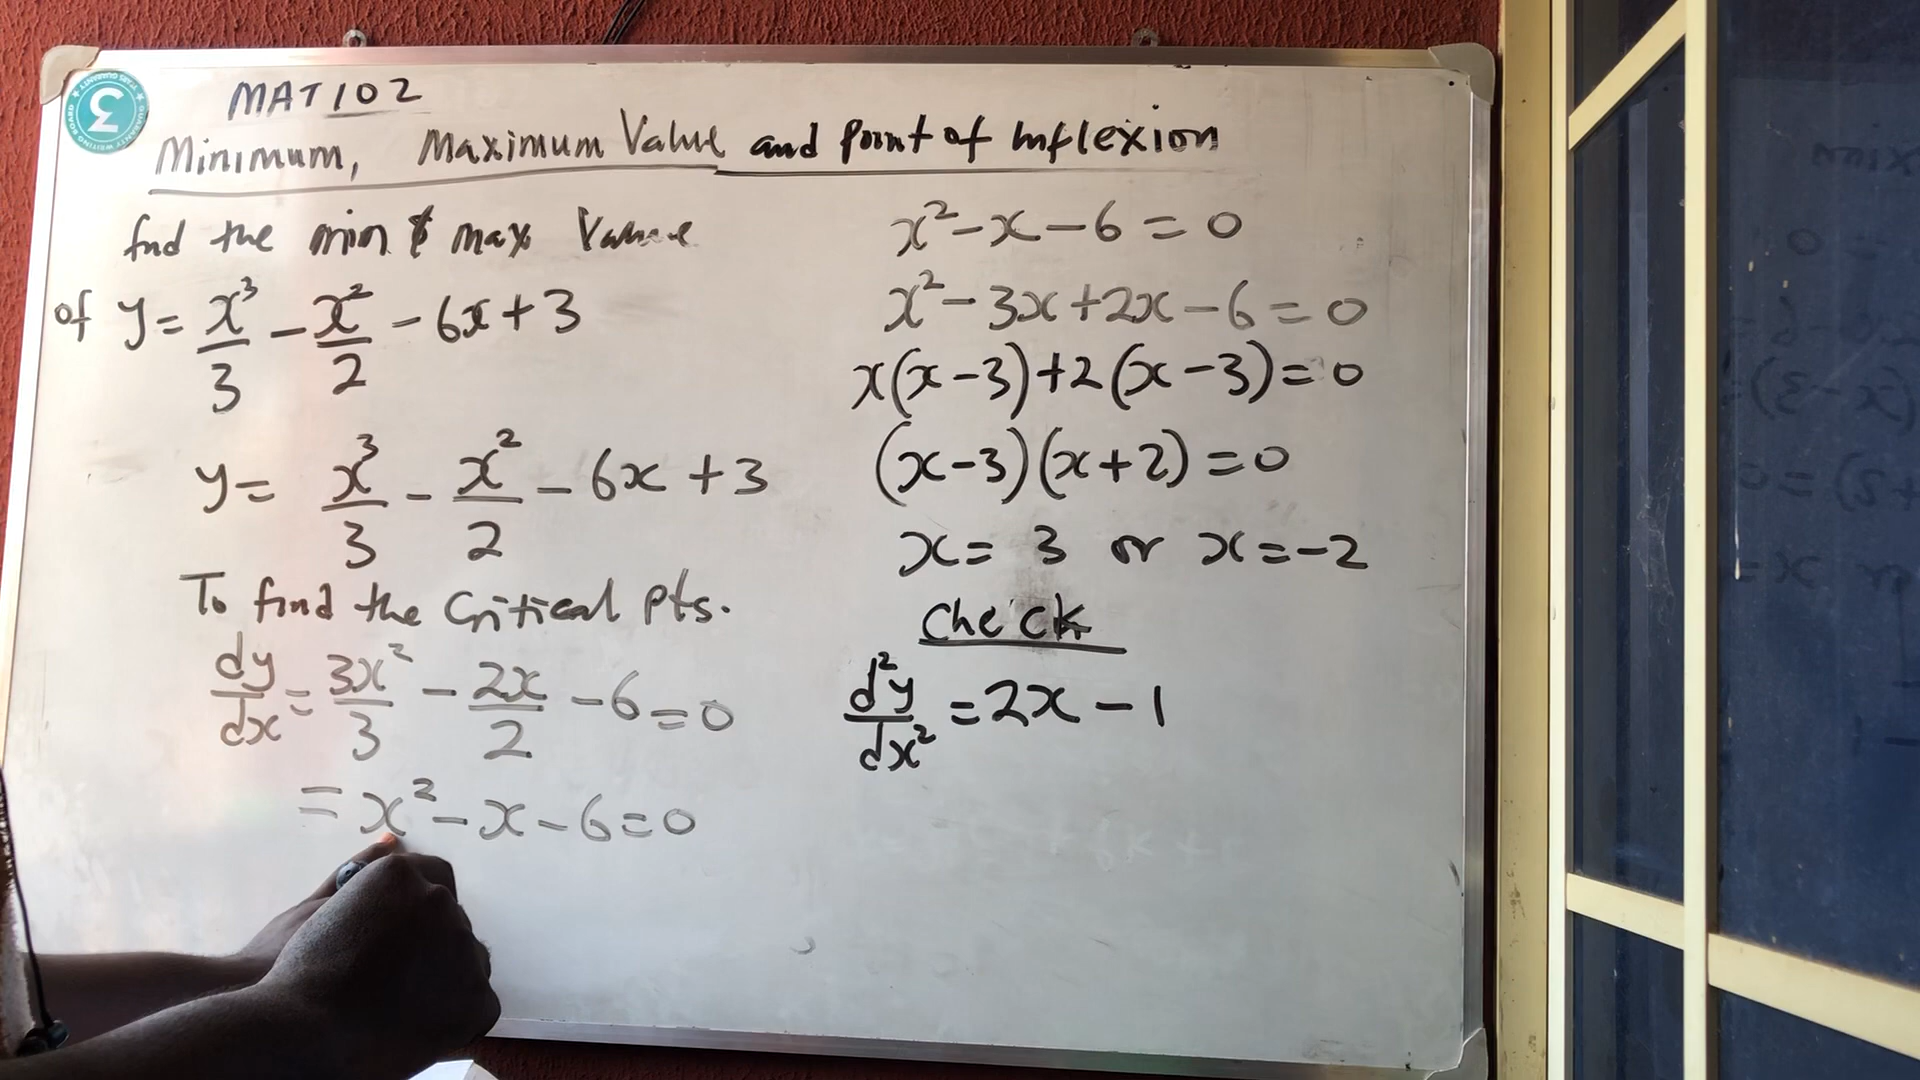 MAT102
Minimum, Maximum Value and point of Inflexion
find the min & max Value
of y = x³/3 - x²/2 - 6x + 3
y = x³/3 - x²/2 - 6x + 3
To find the Critical Pts.
dy/dx = 3x²/3 - 2x/2 - 6 = 0
= x² - x - 6 = 0
x² - x - 6 = 0
x² - 3x + 2x - 6 = 0
x(x - 3) + 2(x - 3) = 0
(x - 3)(x + 2) = 0
x = 3 or x = -2
Check
d²y/dx² = 2x - 1
3